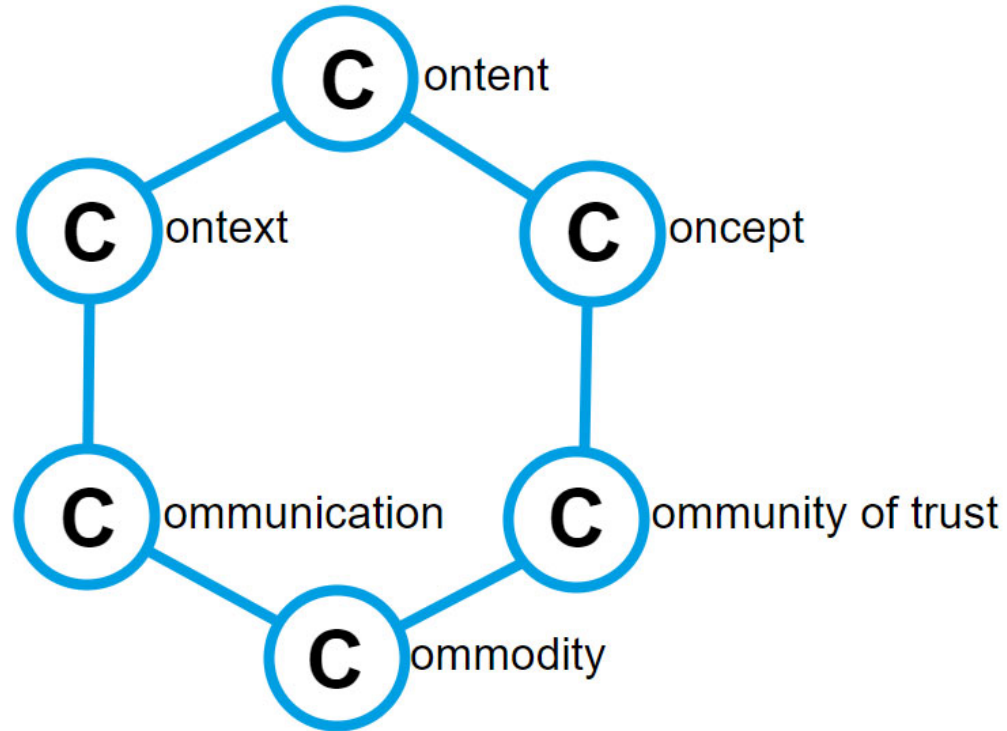 Content
Context
Concept
Communication
Community of trust
Commodity